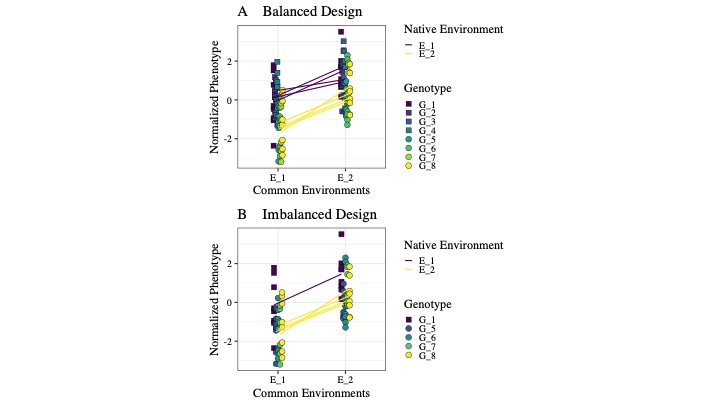 A Balanced Design
Normalized Phenotype
2
0
-2
E_1 E_2
Common Environments
Native Environment
E_1
E_2
Genotype
G_1
G_2
G_3
G_4
G_5
G_6
G_7
G_8
B Imbalanced Design
Normalized Phenotype
2
0
-2
E_1 E_2
Common Environments
Native Environment
E_1
E_2
Genotype
G_1
G_5
G_6
G_7
G_8